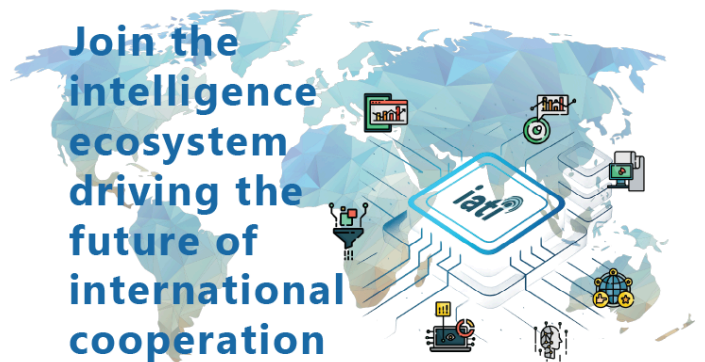 Join the
intelligence
ecosystem
driving the
future of
international
cooperation
iati